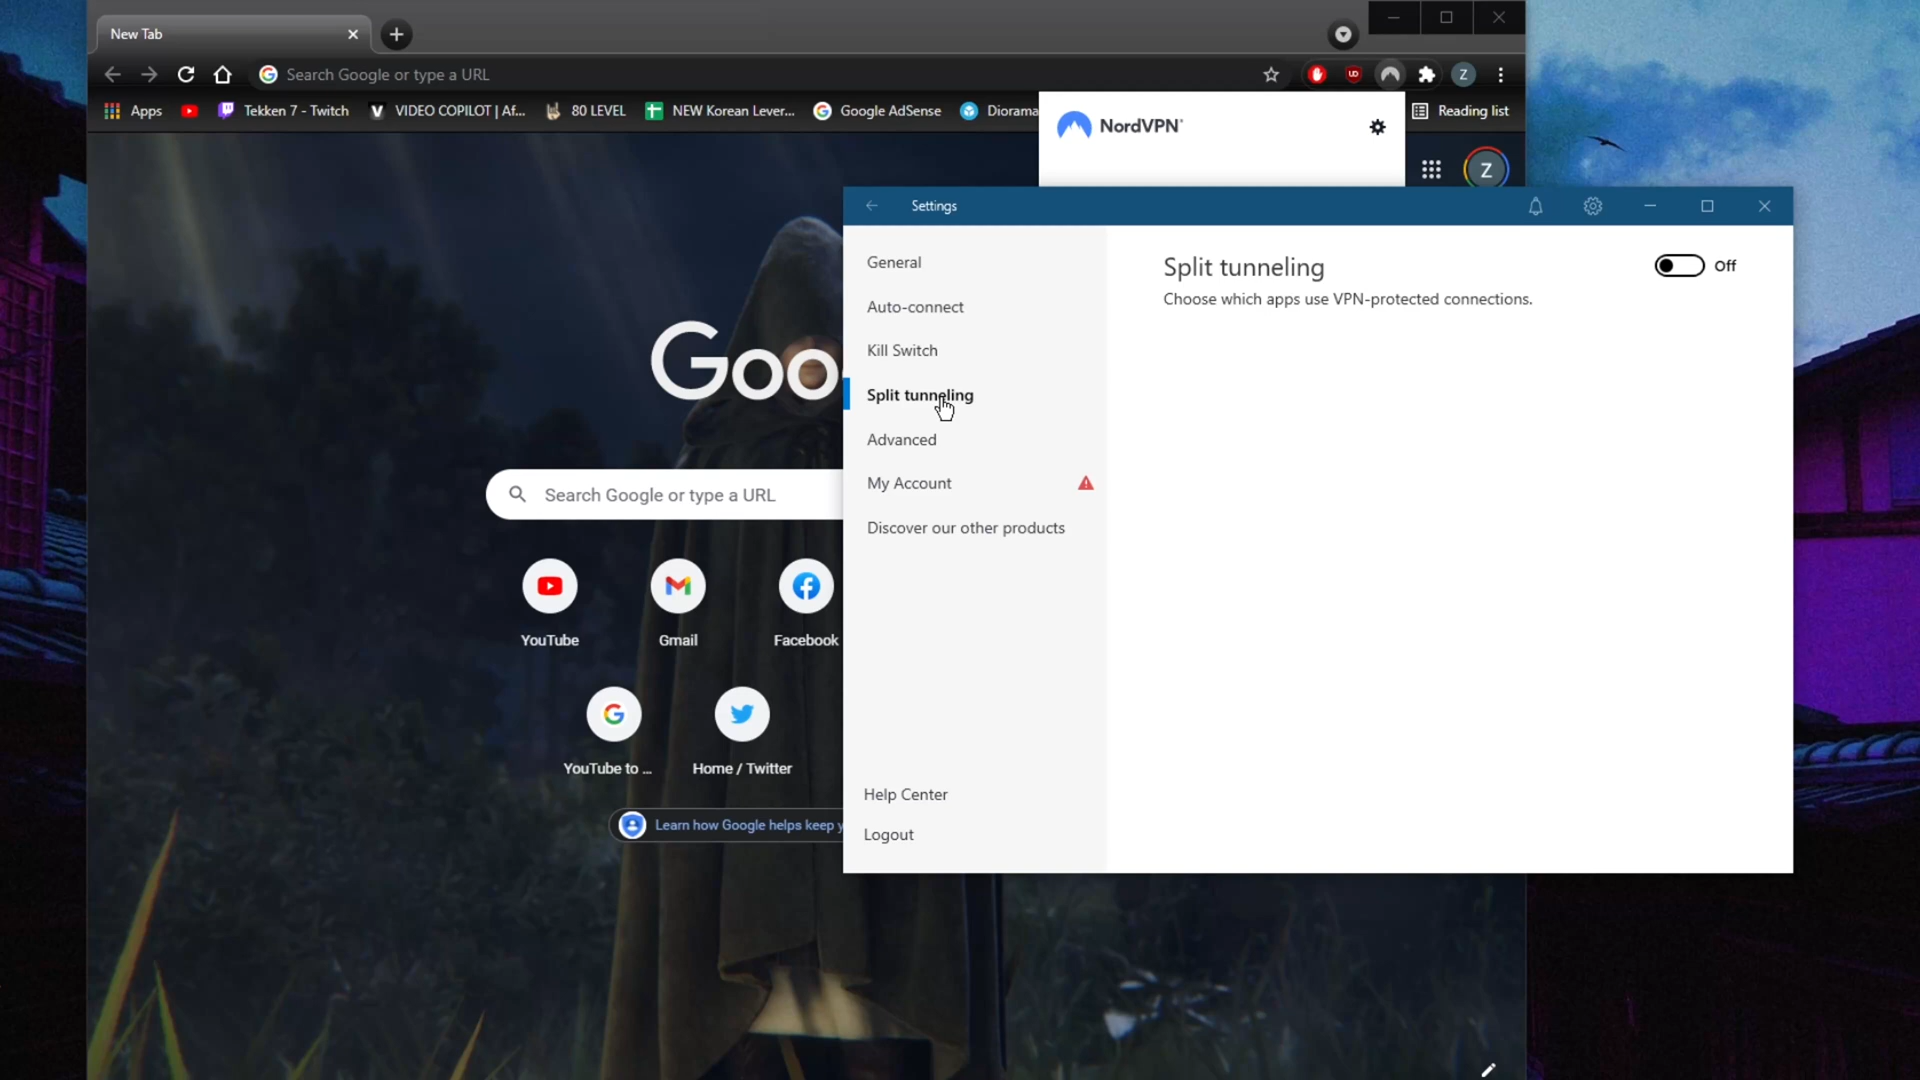 New Tab
Search Google or type a URL
Apps
Tekken 7 - Twitch
VIDEO COPILOT | Af...
80 LEVEL
NEW Korean Lever...
Google AdSense
Diorama
Reading list
Z
UD
NordVPN®
Z
Settings
General
Auto-connect
Kill Switch
Split tunneling
Advanced
My Account
Discover our other products
Help Center
Logout
Split tunneling
Off
Choose which apps use VPN-protected connections.
Goo
Search Google or type a URL
YouTube
Gmail
Facebook
YouTube to ...
Home / Twitter
Learn how Google helps keep y